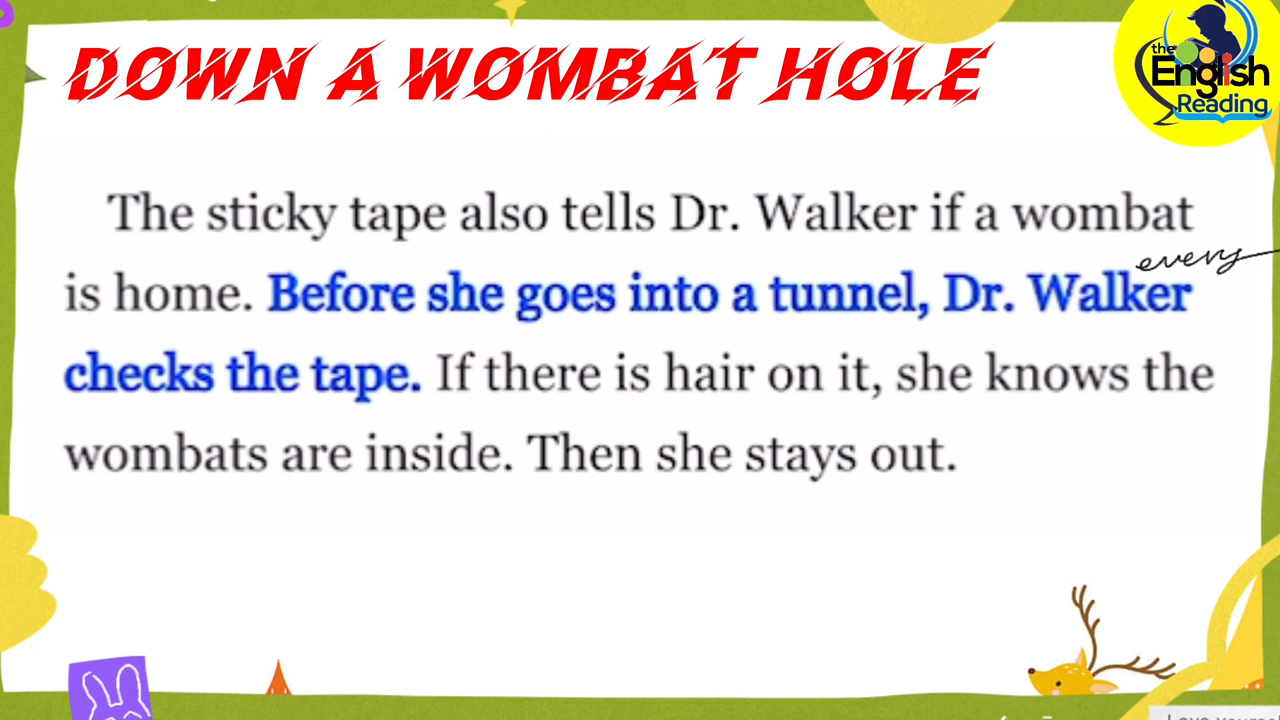 DOWN A WOMBAT HOLE
the
English
Reading
The sticky tape also tells Dr. Walker if a wombat
every
is home. Before she goes into a tunnel, Dr. Walker
checks the tape. If there is hair on it, she knows the
wombats are inside. Then she stays out.